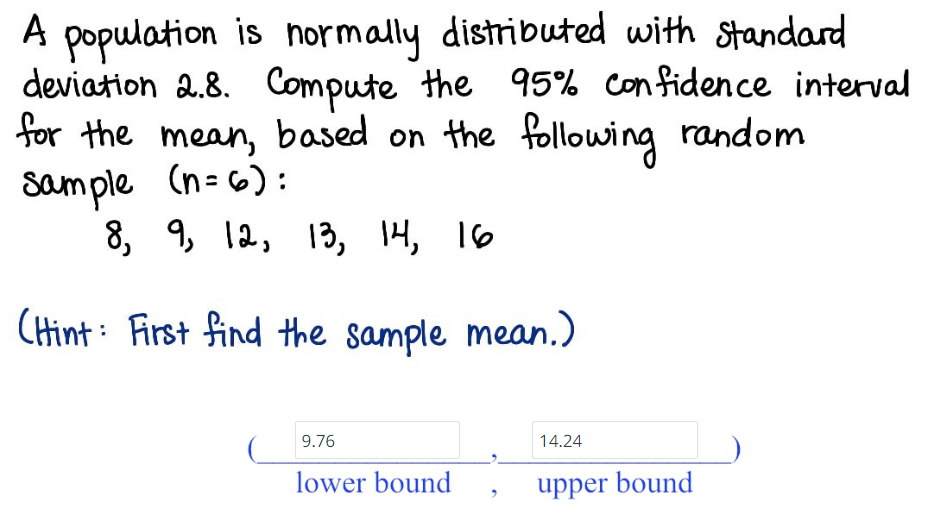 A population is normally distributed with standard
deviation 2.8. Compute the 95% confidence interval
for the mean, based on the following random
sample (n=6):
8, 9, 12, 13, 14, 16
(Hint: First find the sample mean.)
( 9.76 , 14.24 )
lower bound , upper bound